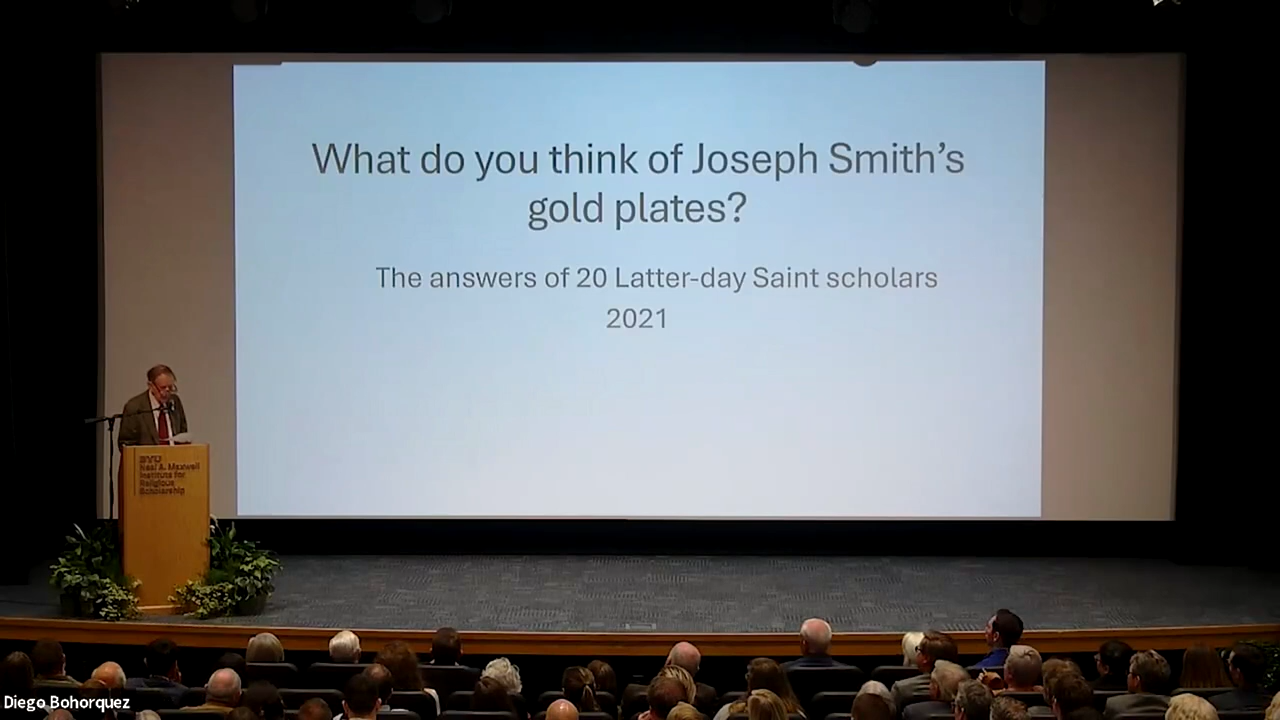 What do you think of Joseph Smith’s
gold plates?
The answers of 20 Latter-day Saint scholars
2021
BYU
Neal A. Maxwell
Institute for
Religious
Scholarship
Diego Bohorquez